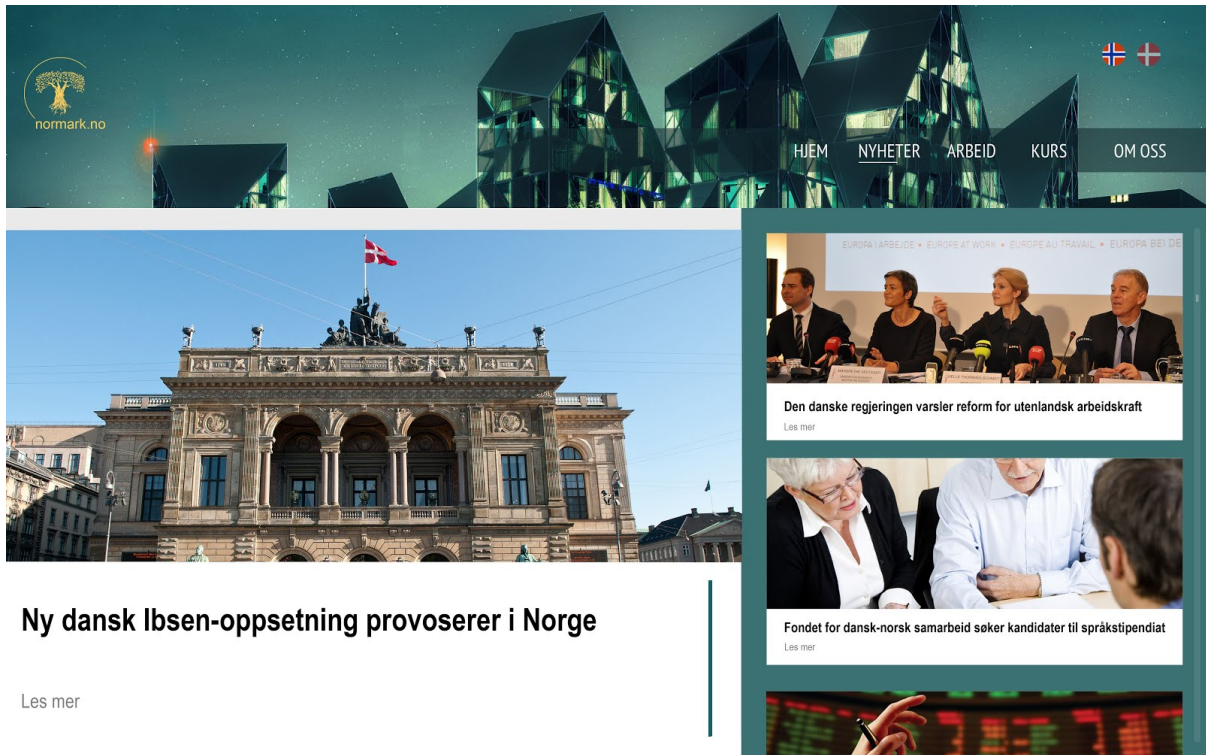 normark.no
HJEM
NYHETER
ARBEID
KURS
OM OSS
Ny dansk Ibsen-oppsetning provoserer i Norge
Les mer
EUROPA I ARBEJDE • EUROPE AT WORK • EUROPE AU TRAVAIL • EUROPA BEI DE
Den danske regjeringen varsler reform for utenlandsk arbeidskraft
Les mer
Fondet for dansk-norsk samarbeid søker kandidater til språkstipendiat
Les mer